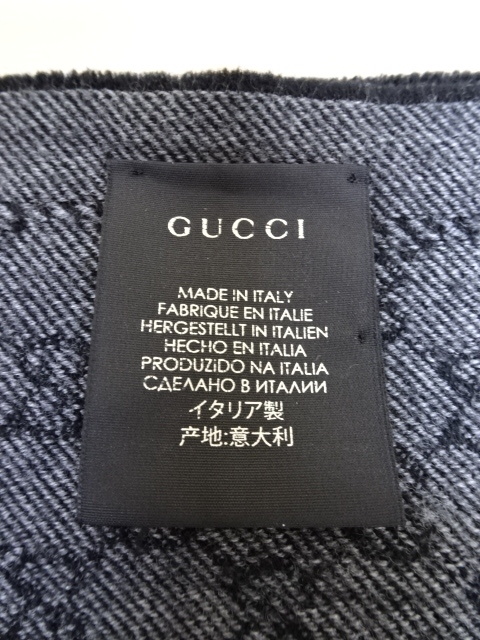 GUCCI
MADE IN ITALY
FABRIQUE EN ITALIE
HERGESTELLT IN ITALIEN
HECHO EN ITALIA
PRODUZIDO NA ITALIA
СДЕЛАНО В ИТАЛИИ
イタリア製
产地:意大利